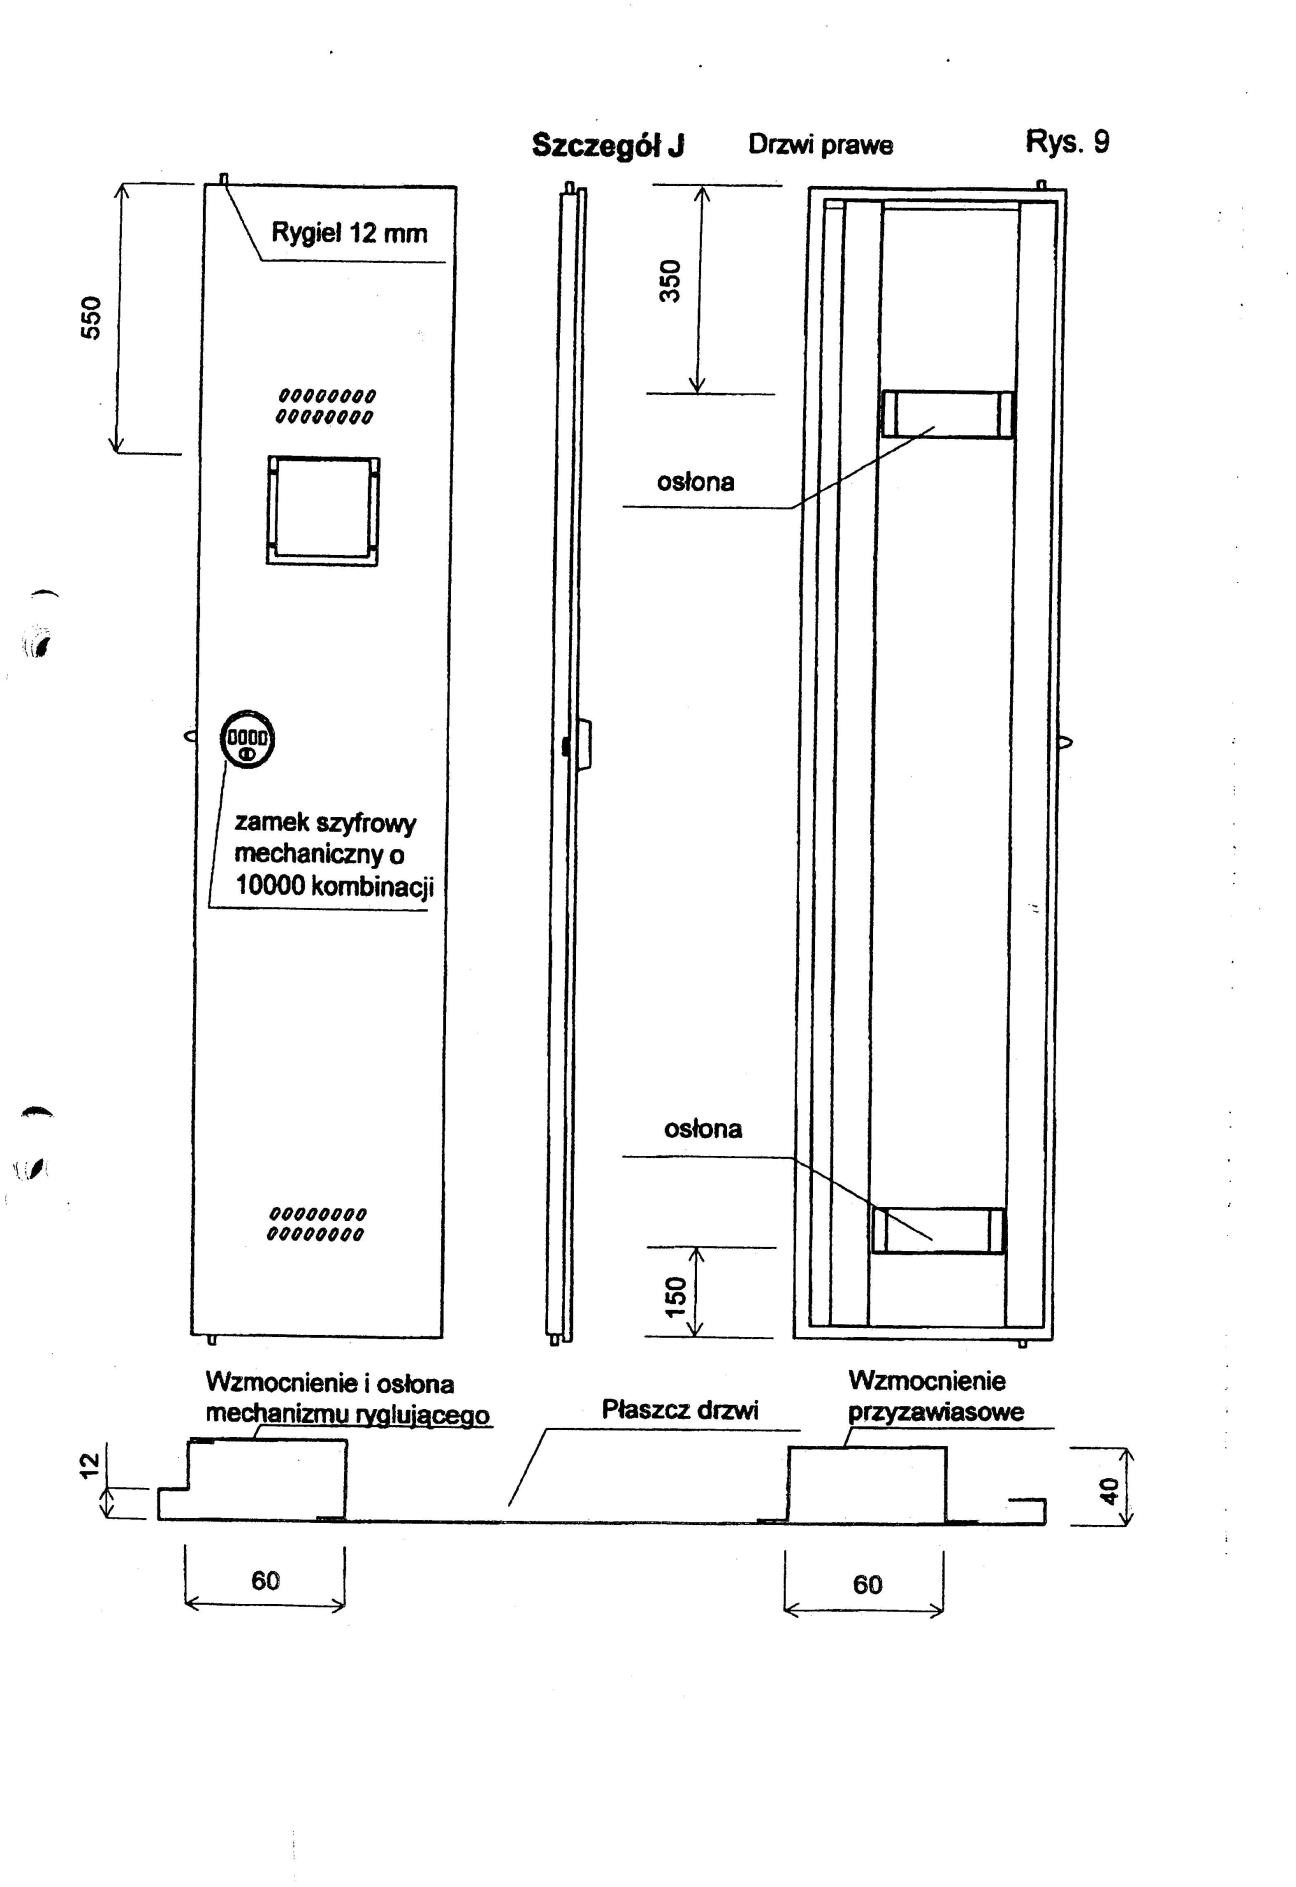 Szczegół J Drzwi prawe Rys. 9
Rygiel 12 mm
550
350
osłona
zamek szyfrowy
mechaniczny o
10000 kombinacji
osłona
150
Wzmocnienie i osłona
mechanizmu ryglującego
Płaszcz drzwi
Wzmocnienie
przyzawiasowe
12
40
60
60